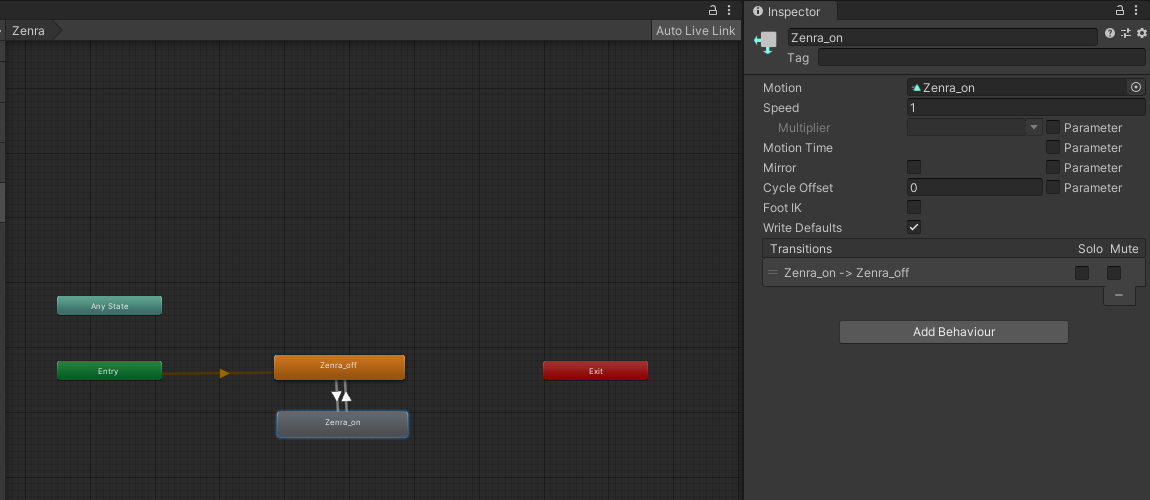 Zenra
Auto Live Link
Any State
Entry
Zenra_off
Exit
Zenra_on
Inspector
Zenra_on
Tag
Motion
Zenra_on
Speed
1
Multiplier
Parameter
Motion Time
Parameter
Mirror
Parameter
Cycle Offset
0
Parameter
Foot IK
Write Defaults
Transitions
Solo
Mute
Zenra_on -> Zenra_off
Add Behaviour